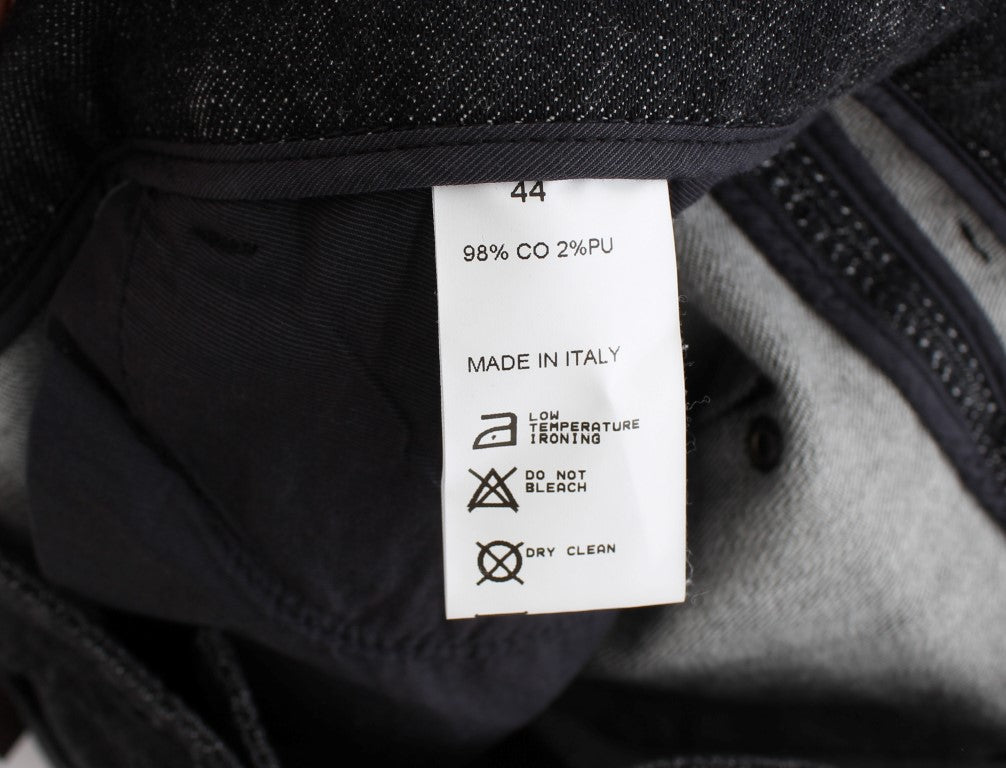 44
98% CO 2%PU
MADE IN ITALY
LOW
TEMPERATURE
IRONING
DO NOT
BLEACH
DRY CLEAN